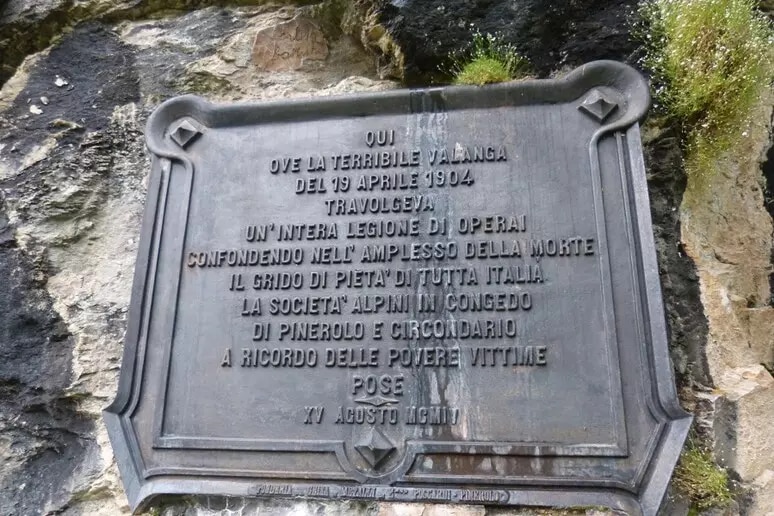 QUI
OVE LA TERRIBILE VALANGA
DEL 19 APRILE 1904
TRAVOLGEVA
UN'INTERA LEGIONE DI OPERAI
CONFONDENDO NELL'AMPLESSO DELLA MORTE
IL GRIDO DI PIETA' DI TUTTA ITALIA
LA SOCIETA' ALPINI IN CONGEDO
DI PINEROLO E CIRCONDARIO
A RICORDO DELLE POVERE VITTIME
POSE
XV AGOSTO MCMIV
PINEROLO